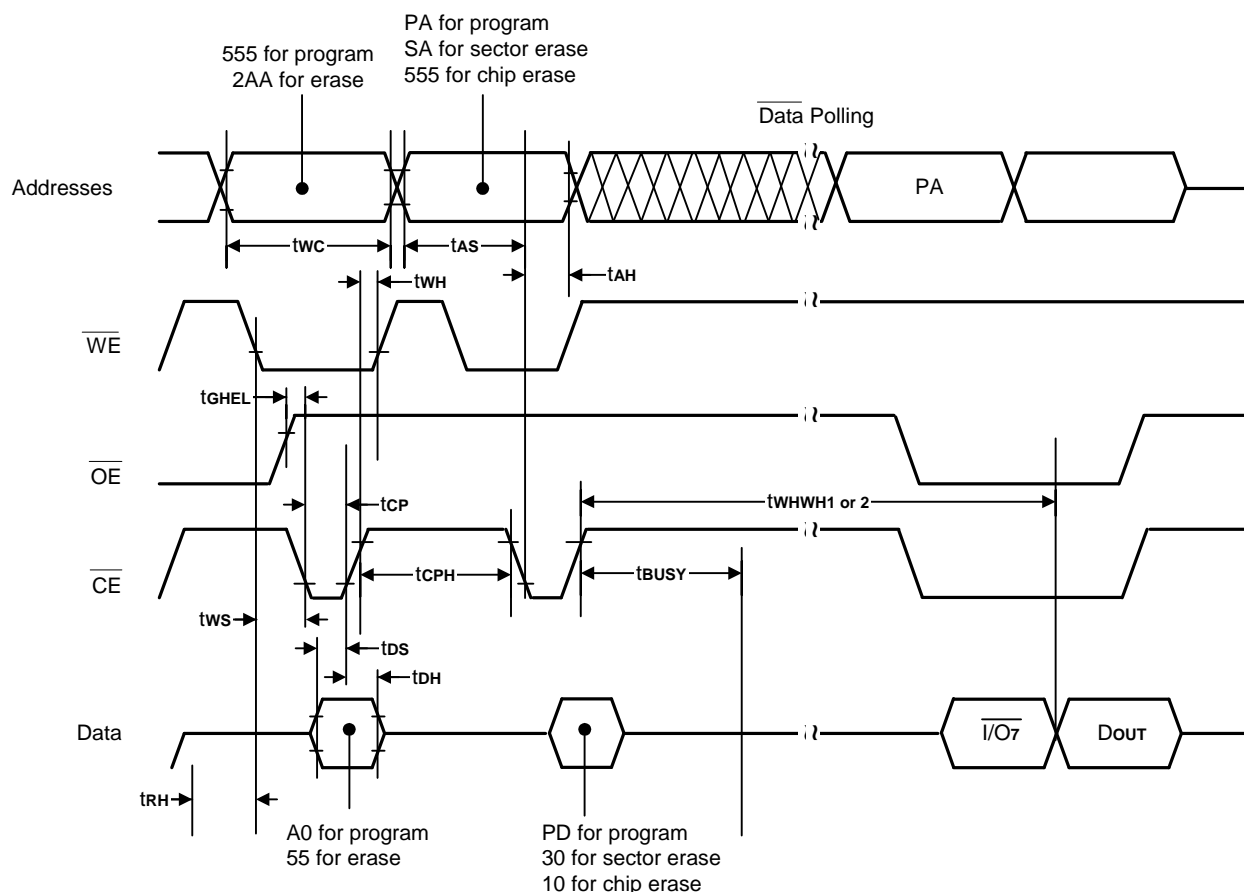 PA for program
SA for sector erase
555 for chip erase
555 for program
2AA for erase
Data Polling
Addresses
PA
tWC
tAS
tWH
tAH
WE
tGHEL
OE
tCP
tWHWH1 or 2
tCPH
tBUSY
CE
tWS
tDS
tDH
Data
I/O7
DOUT
tRH
A0 for program
55 for erase
PD for program
30 for sector erase
10 for chip erase